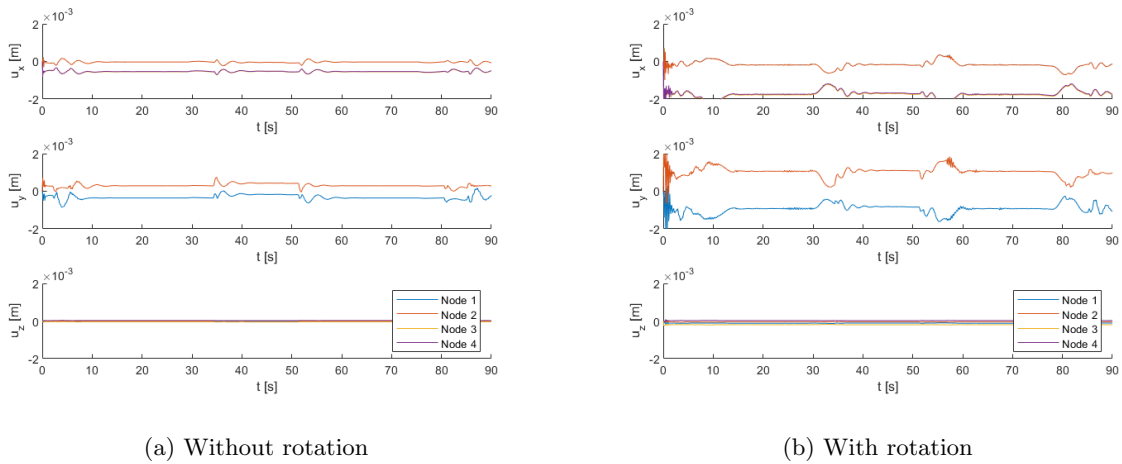 ×10⁻³
2
0
-2
u_x [m]
0 10 20 30 40 50 60 70 80 90
t [s]
×10⁻³
2
0
-2
u_y [m]
0 10 20 30 40 50 60 70 80 90
t [s]
×10⁻³
2
0
-2
u_z [m]
0 10 20 30 40 50 60 70 80 90
t [s]
Node 1
Node 2
Node 3
Node 4
(a) Without rotation
×10⁻³
2
0
-2
u_x [m]
0 10 20 30 40 50 60 70 80 90
t [s]
×10⁻³
2
0
-2
u_y [m]
0 10 20 30 40 50 60 70 80 90
t [s]
×10⁻³
2
0
-2
u_z [m]
0 10 20 30 40 50 60 70 80 90
t [s]
Node 1
Node 2
Node 3
Node 4
(b) With rotation